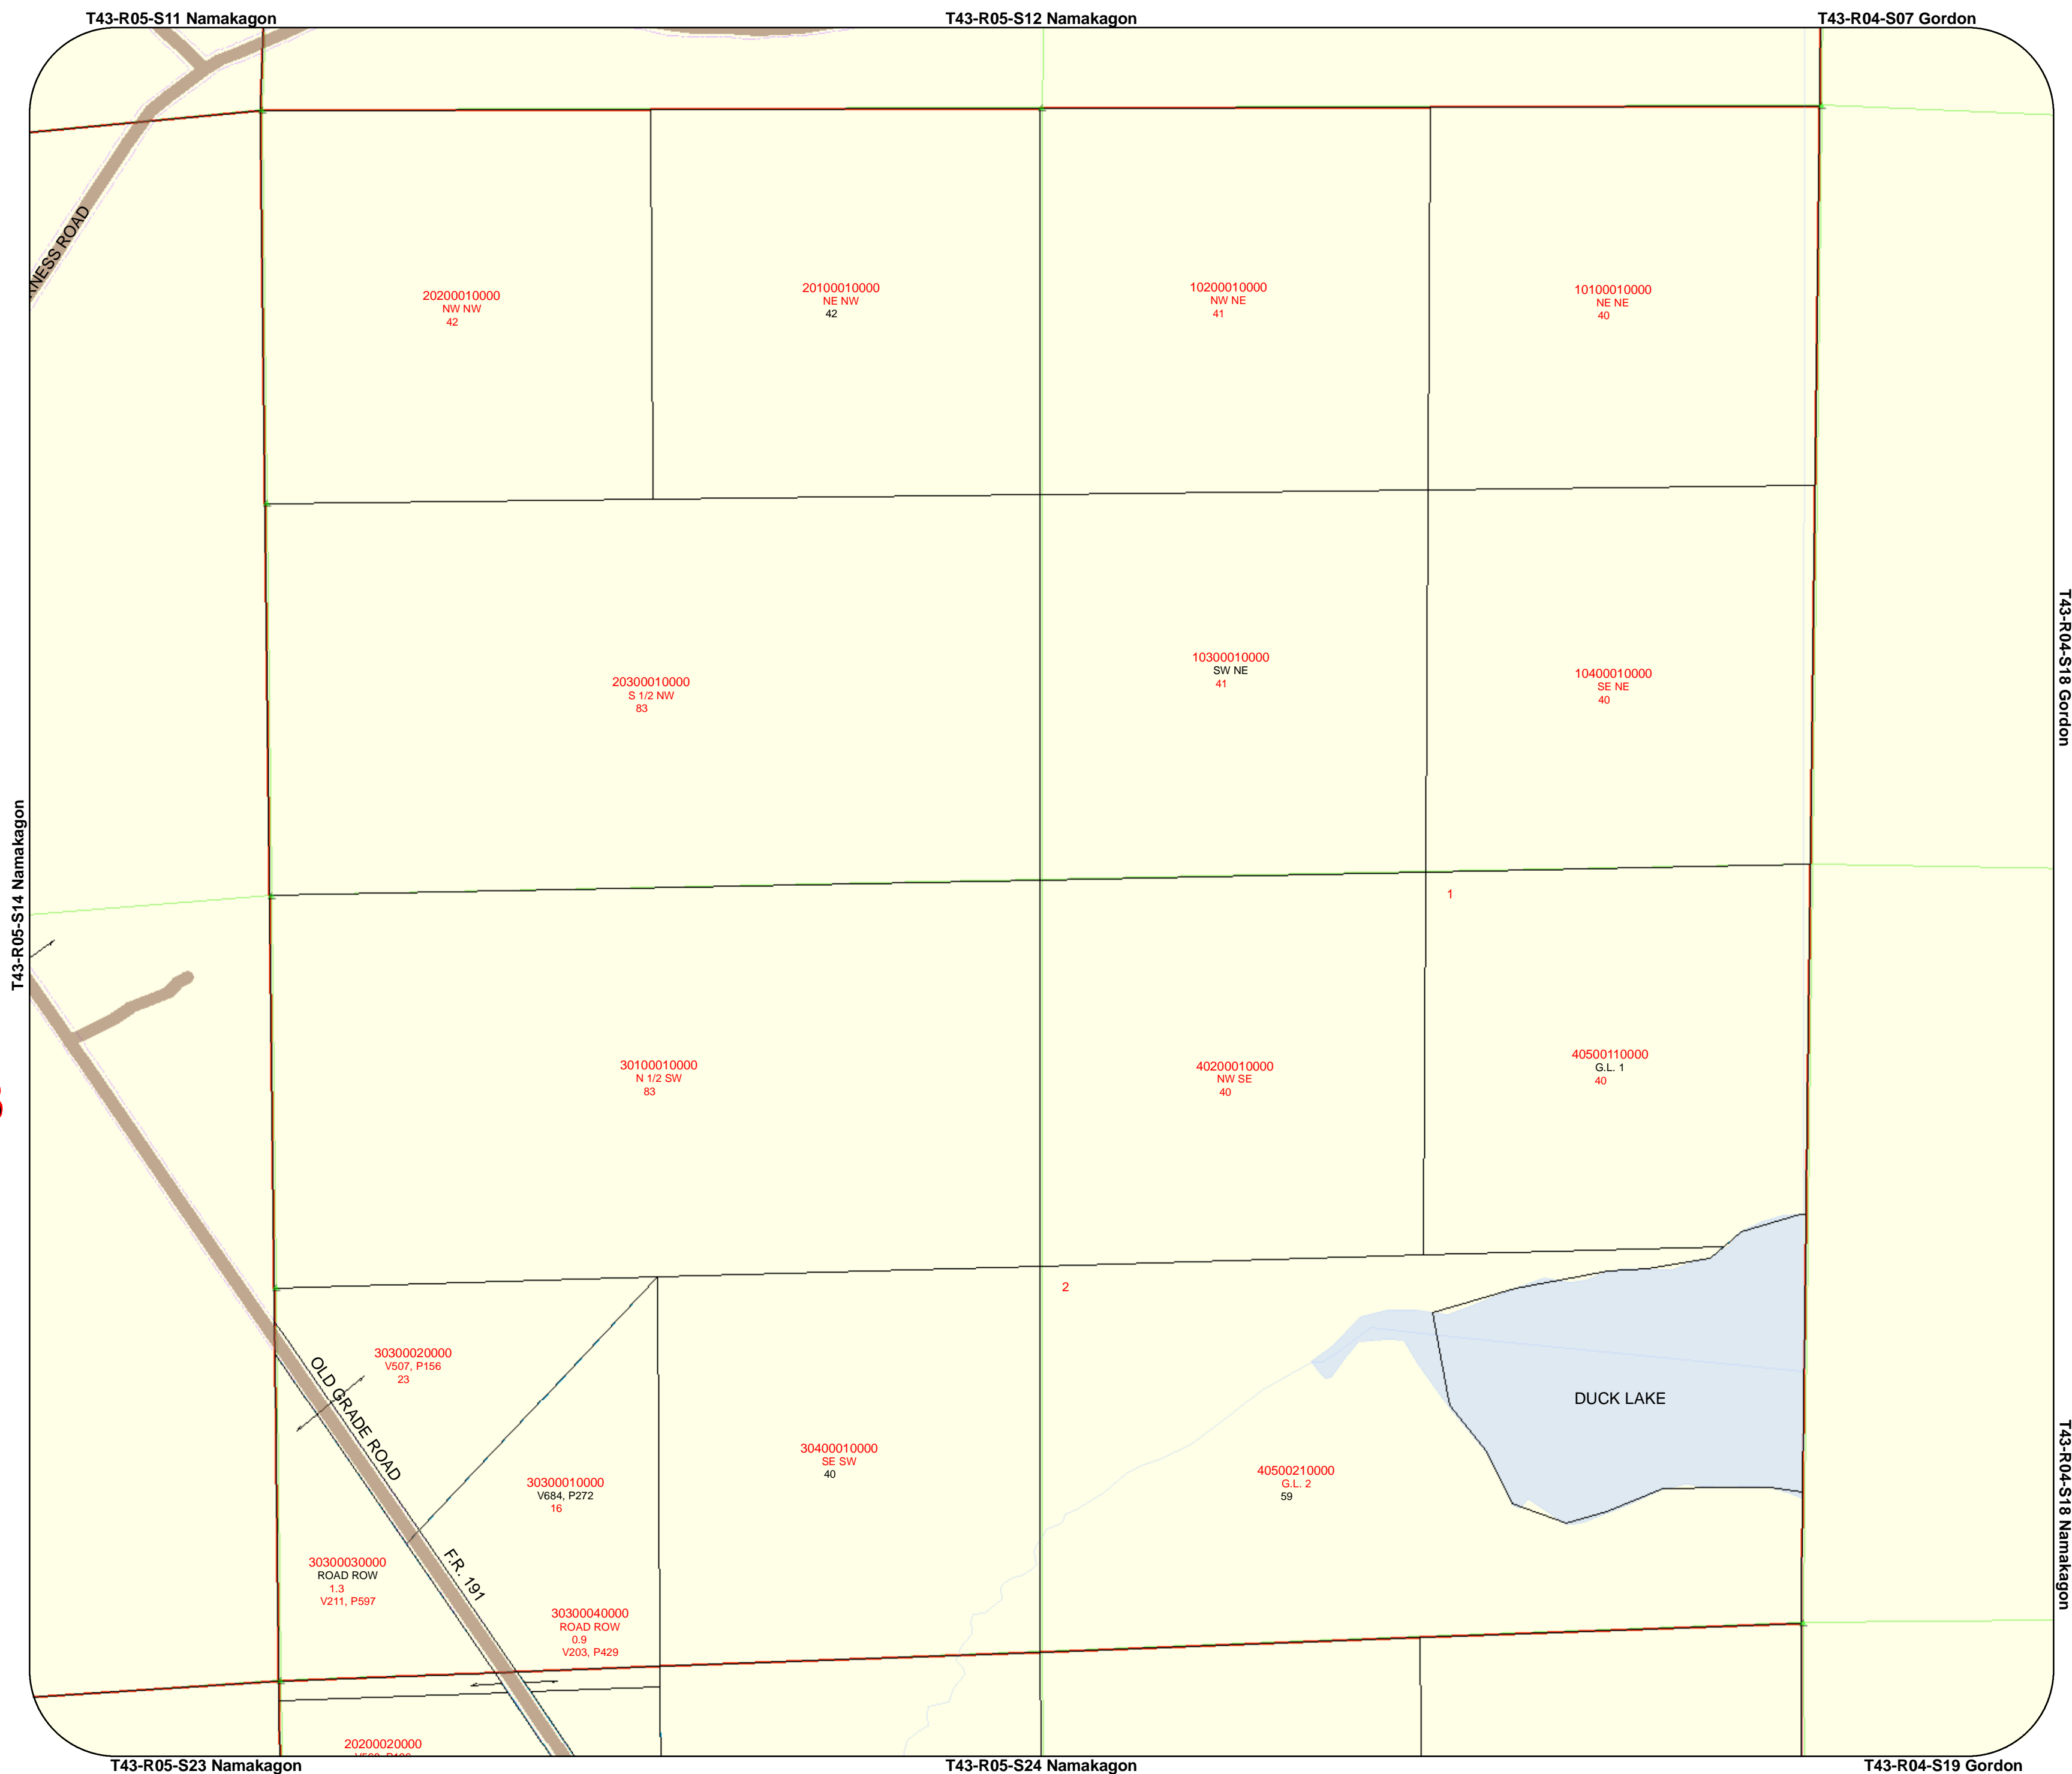 T43-R05-S11 Namakagon
T43-R05-S12 Namakagon
T43-R04-S07 Gordon
NESS ROAD
20200010000
NW NW
42
20100010000
NE NW
42
10200010000
NW NE
41
10100010000
NE NE
40
T43-R04-S18 Gordon
20300010000
S 1/2 NW
83
10300010000
SW NE
41
10400010000
SE NE
40
T43-R05-S14 Namakagon
1
30100010000
N 1/2 SW
83
40200010000
NW SE
40
40500110000
G.L. 1
40
2
30300020000
V507, P156
23
OLD GRADE ROAD
DUCK LAKE
30400010000
SE SW
40
40500210000
G.L. 2
59
30300010000
V684, P272
16
T43-R04-S18 Namakagon
F.R. 191
30300030000
ROAD ROW
1.3
V211, P597
30300040000
ROAD ROW
0.9
V203, P429
20200020000
T43-R05-S23 Namakagon
T43-R05-S24 Namakagon
T43-R04-S19 Gordon